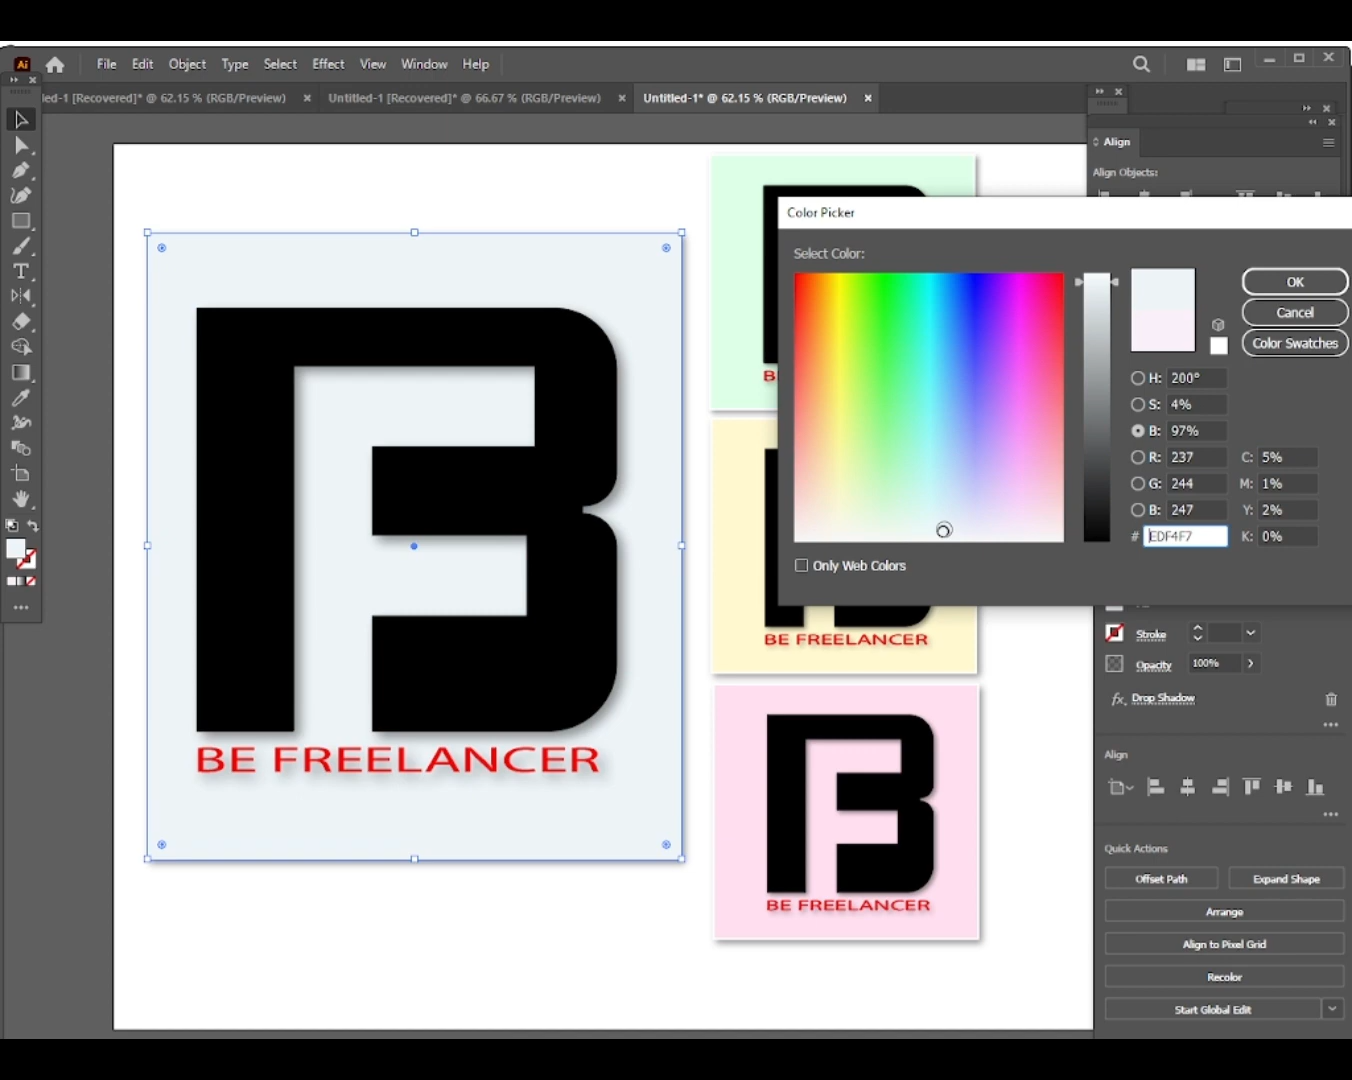 Ai
File Edit Object Type Select Effect View Window Help
led-1 [Recovered]* @ 62.15 % (RGB/Preview) × Untitled-1 [Recovered]* @ 66.67 % (RGB/Preview) × Untitled-1* @ 62.15 % (RGB/Preview) ×
Align
Align Objects:
Color Picker
Select Color:
OK
Cancel
Color Swatches
H: 200°
S: 4%
B: 97%
R: 237 C: 5%
G: 244 M: 1%
B: 247 Y: 2%
# EDF4F7 K: 0%
Only Web Colors
B
BE FREELANCER
Stroke
Opacity 100%
fx Drop Shadow
BE FREELANCER
Align
Quick Actions
Offset Path Expand Shape
BE FREELANCER
Arrange
Align to Pixel Grid
Recolor
Start Global Edit